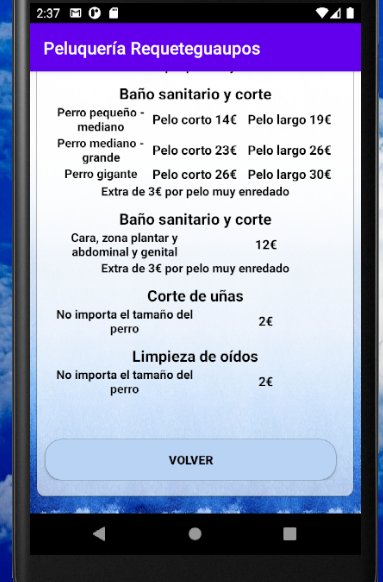 2:37
Peluquería Requeteguaupos
Baño sanitario y corte
Perro pequeño - mediano Pelo corto 14€ Pelo largo 19€
Perro mediano - grande Pelo corto 23€ Pelo largo 26€
Perro gigante Pelo corto 26€ Pelo largo 30€
Extra de 3€ por pelo muy enredado
Baño sanitario y corte
Cara, zona plantar y abdominal y genital 12€
Extra de 3€ por pelo muy enredado
Corte de uñas
No importa el tamaño del perro 2€
Limpieza de oídos
No importa el tamaño del perro 2€
VOLVER